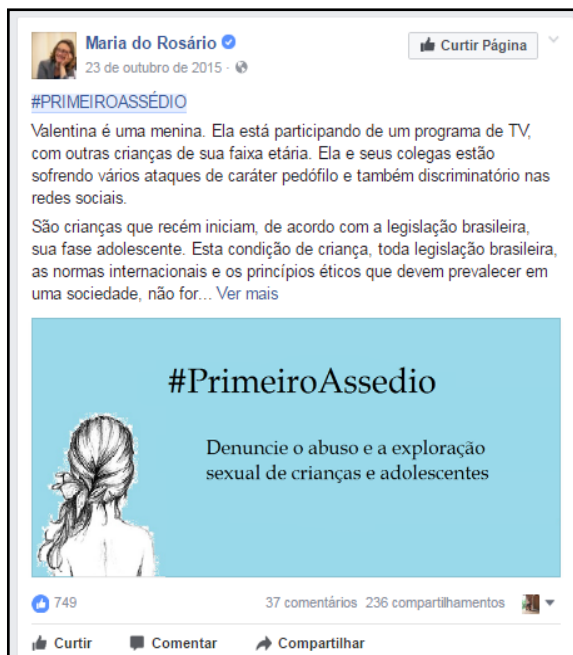 Maria do Rosário
Curtir Página
23 de outubro de 2015 ·
#PRIMEIROASSÉDIO
Valentina é uma menina. Ela está participando de um programa de TV,
com outras crianças de sua faixa etária. Ela e seus colegas estão
sofrendo vários ataques de caráter pedófilo e também discriminatório nas
redes sociais.
São crianças que recém iniciam, de acordo com a legislação brasileira,
sua fase adolescente. Esta condição de criança, toda legislação brasileira,
as normas internacionais e os princípios éticos que devem prevalecer em
uma sociedade, não for... Ver mais
#PrimeiroAssedio
Denuncie o abuso e a exploração
sexual de crianças e adolescentes
749
37 comentários 236 compartilhamentos
Curtir Comentar Compartilhar